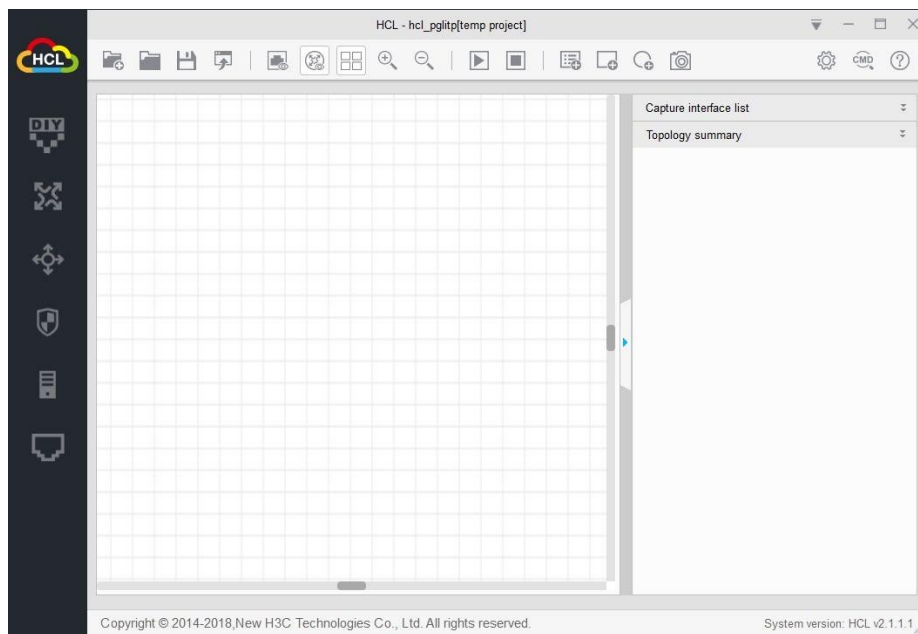 HCL - hcl_pglitp[temp project]
HCL
CMD
DIY
Capture interface list
Topology summary
Copyright © 2014-2018,New H3C Technologies Co., Ltd. All rights reserved.
System version: HCL v2.1.1.1